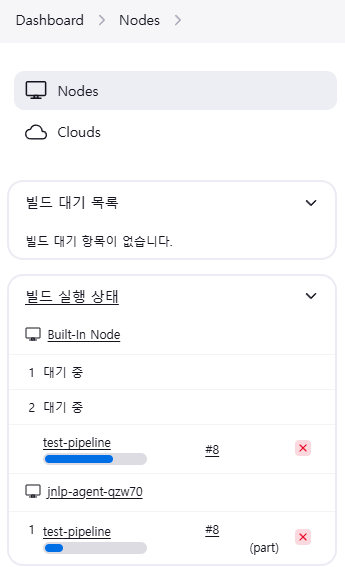 Dashboard > Nodes >
Nodes
Clouds
빌드 대기 목록
빌드 대기 항목이 없습니다.
빌드 실행 상태
Built-In Node
1 대기 중
2 대기 중
test-pipeline #8
jnlp-agent-qzw70
1 test-pipeline #8
(part)